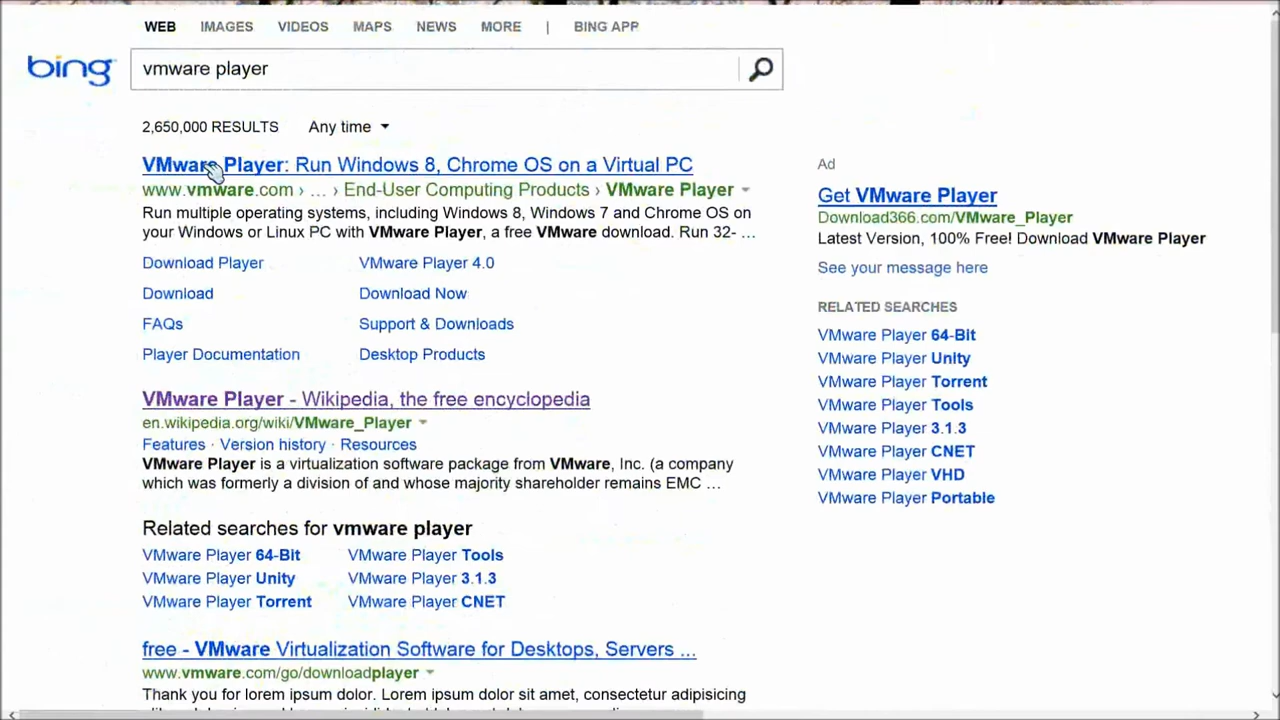 WEB IMAGES VIDEOS MAPS NEWS MORE | BING APP
bing
vmware player
2,650,000 RESULTS Any time
VMware Player: Run Windows 8, Chrome OS on a Virtual PC
www.vmware.com › ... › End-User Computing Products › VMware Player
Run multiple operating systems, including Windows 8, Windows 7 and Chrome OS on
your Windows or Linux PC with VMware Player, a free VMware download. Run 32- ...
Download Player VMware Player 4.0
Download Download Now
FAQs Support & Downloads
Player Documentation Desktop Products
VMware Player - Wikipedia, the free encyclopedia
en.wikipedia.org/wiki/VMware_Player
Features · Version history · Resources
VMware Player is a virtualization software package from VMware, Inc. (a company
which was formerly a division of and whose majority shareholder remains EMC ...
Related searches for vmware player
VMware Player 64-Bit VMware Player Tools
VMware Player Unity VMware Player 3.1.3
VMware Player Torrent VMware Player CNET
free - VMware Virtualization Software for Desktops, Servers ...
www.vmware.com/go/downloadplayer
Thank you for lorem ipsum dolor. Lorem ipsum dolor sit amet, consectetur adipisicing
Ad
Get VMware Player
Download366.com/VMware_Player
Latest Version, 100% Free! Download VMware Player
See your message here
RELATED SEARCHES
VMware Player 64-Bit
VMware Player Unity
VMware Player Torrent
VMware Player Tools
VMware Player 3.1.3
VMware Player CNET
VMware Player VHD
VMware Player Portable